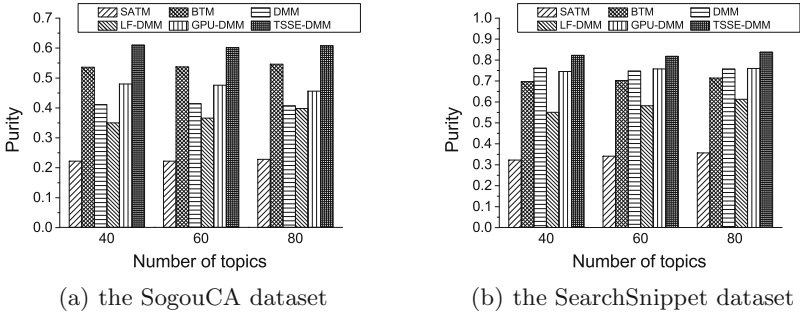 SATM BTM DMM
LF-DMM GPU-DMM TSSE-DMM
0.7
0.6
0.5
0.4
0.3
0.2
0.1
0.0
Purity
40 60 80
Number of topics
(a) the SogouCA dataset
SATM BTM DMM
LF-DMM GPU-DMM TSSE-DMM
1.0
0.9
0.8
0.7
0.6
0.5
0.4
0.3
0.2
0.1
0.0
Purity
40 60 80
Number of topics
(b) the SearchSnippet dataset